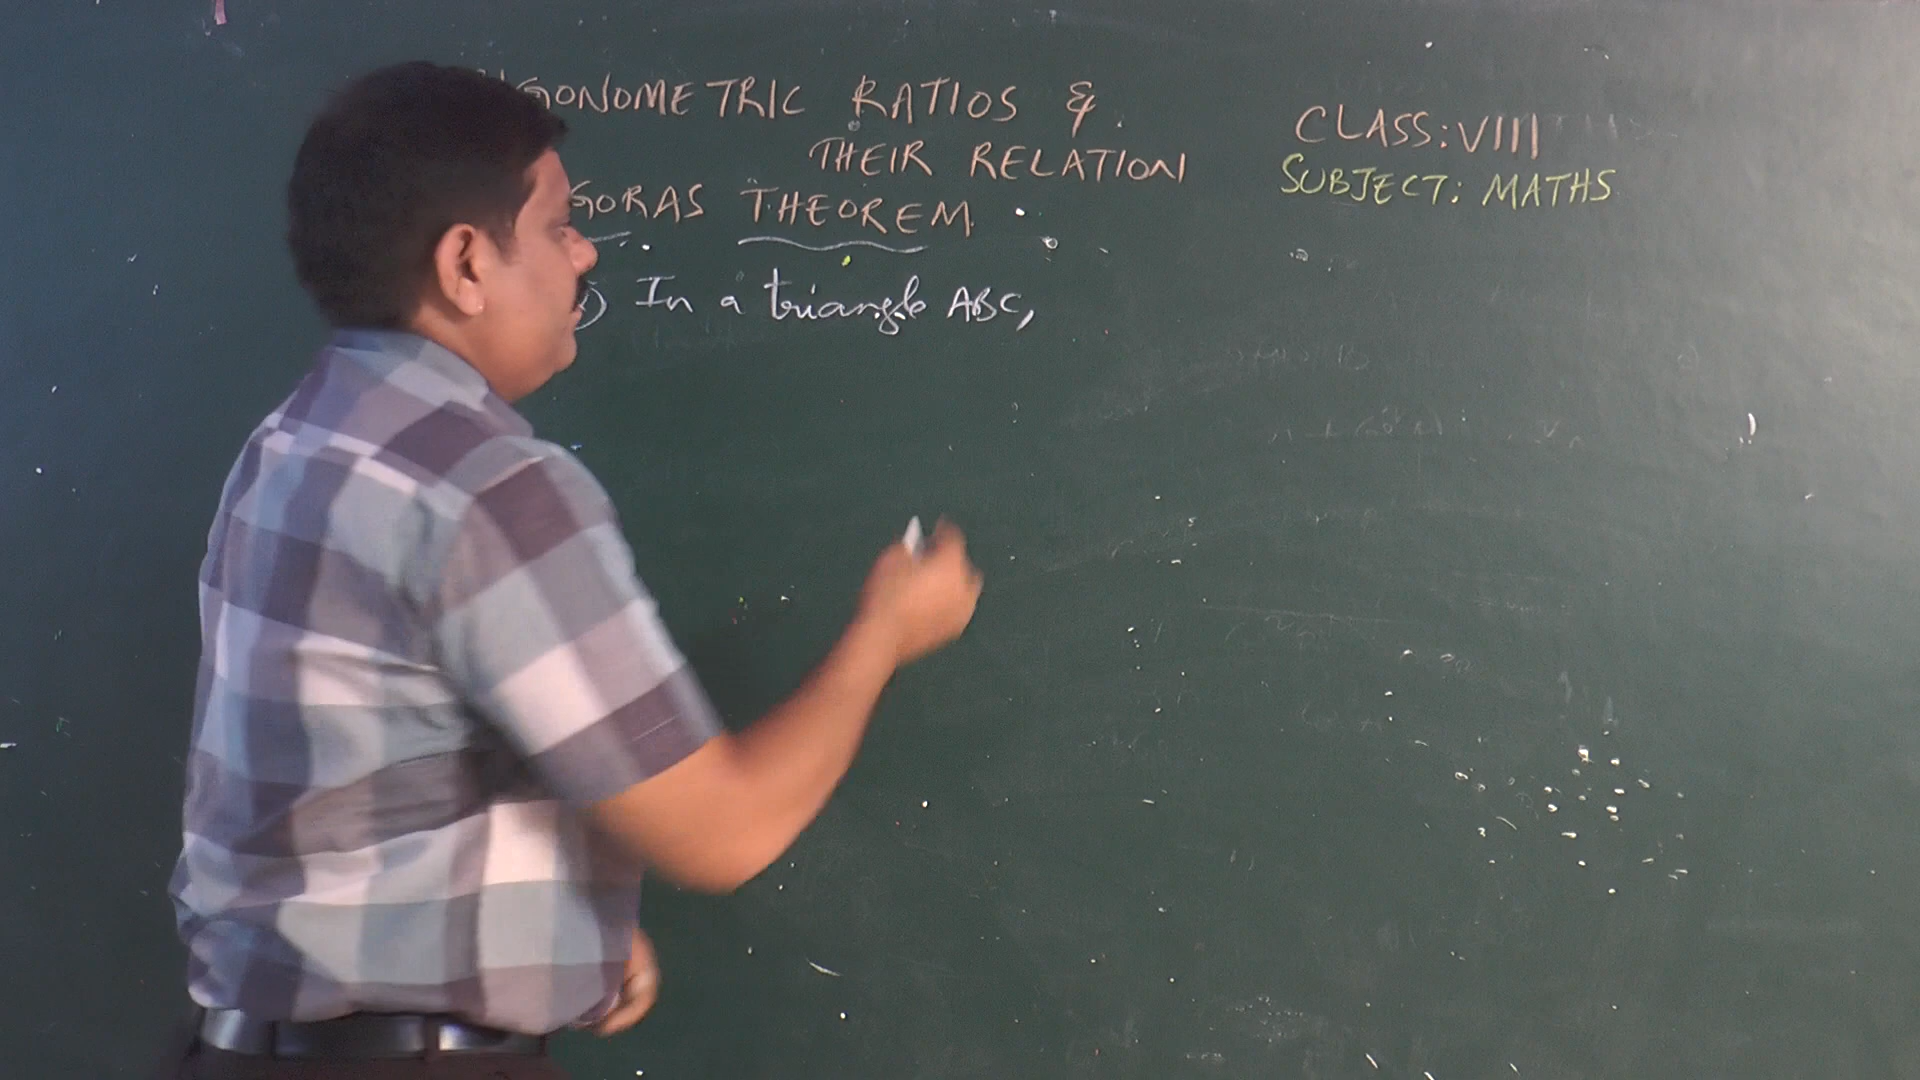 GONOMETRIC RATIOS &
THEIR RELATION
GORAS THEOREM
CLASS: VIII
SUBJECT: MATHS
) In a triangle ABC,